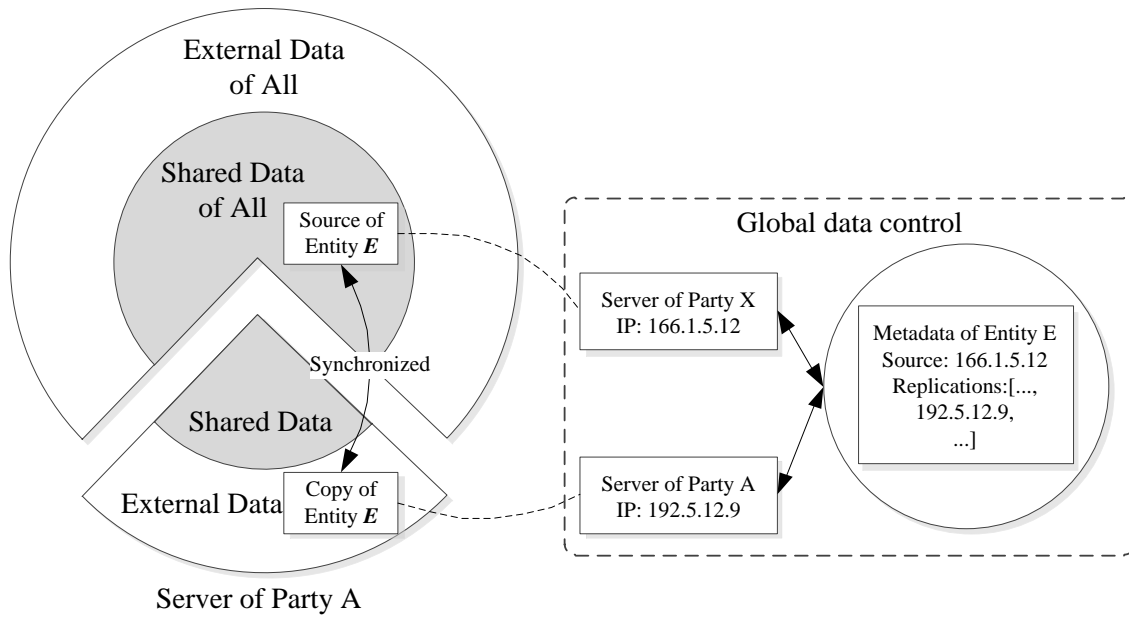 External Data
of All
Shared Data
of All
Source of
Entity E
Synchronized
Shared Data
External Data
Copy of
Entity E
Server of Party A
Global data control
Server of Party X
IP: 166.1.5.12
Metadata of Entity E
Source: 166.1.5.12
Replications:[...,
192.5.12.9,
...]
Server of Party A
IP: 192.5.12.9